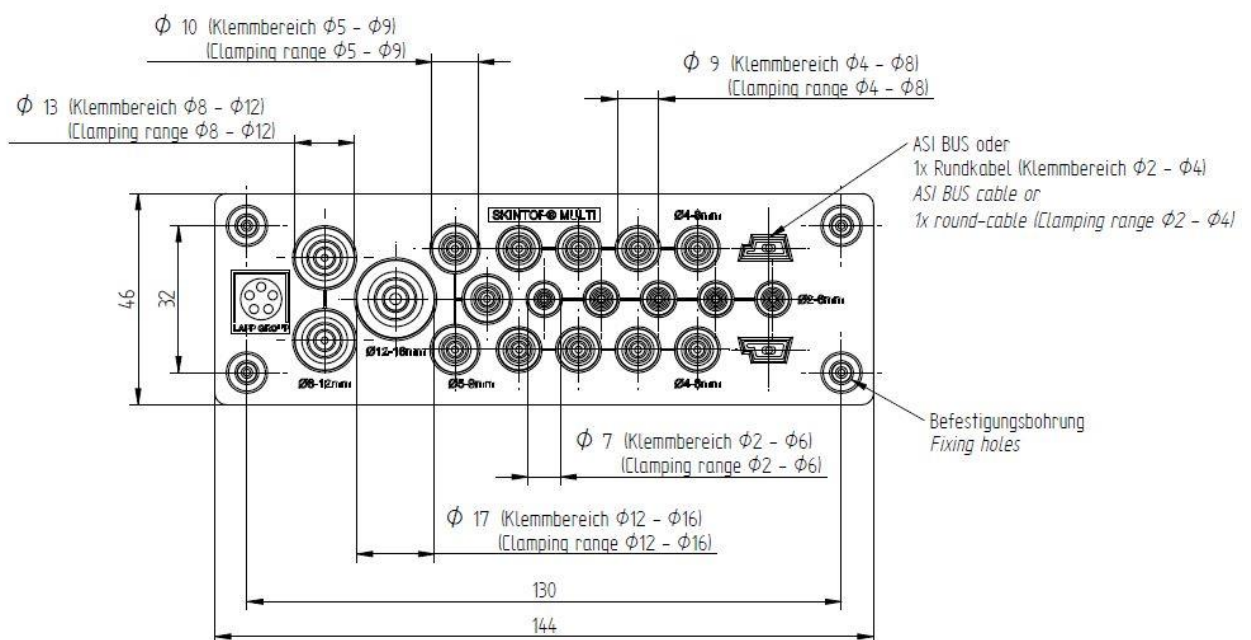 Φ 10 (Klemmbereich Φ5 - Φ9)
(Clamping range Φ5 - Φ9)
Φ 9 (Klemmbereich Φ4 - Φ8)
(Clamping range Φ4 - Φ8)
Φ 13 (Klemmbereich Φ8 - Φ12)
(Clamping range Φ8 - Φ12)
ASI BUS oder
1x Rundkabel (Klemmbereich Φ2 - Φ4)
ASI BUS cable or
1x round-cable (Clamping range Φ2 - Φ4)
SKINTOP® MULTI
Ø4-8mm
46
32
Ø2-6mm
LAPP GROUP
Ø12-16mm
Ø8-12mm
Ø5-9mm
Ø4-8mm
Befestigungsbohrung
Fixing holes
Φ 7 (Klemmbereich Φ2 - Φ6)
(Clamping range Φ2 - Φ6)
Φ 17 (Klemmbereich Φ12 - Φ16)
(Clamping range Φ12 - Φ16)
130
144